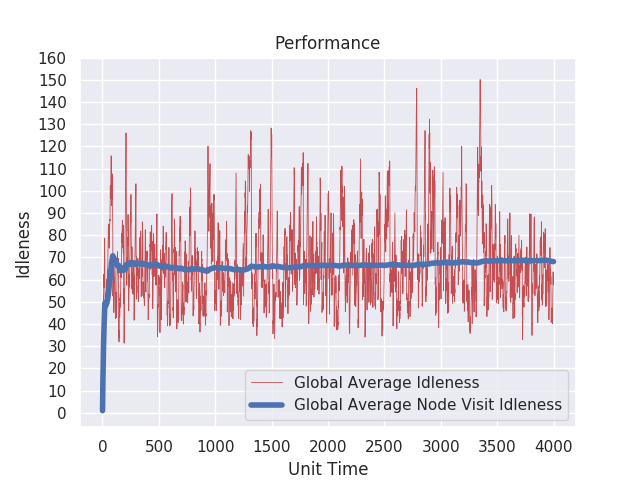 Performance
160
150
140
130
120
110
100
90
80
70
60
50
40
30
20
10
0
Idleness
Global Average Idleness
Global Average Node Visit Idleness
0 500 1000 1500 2000 2500 3000 3500 4000
Unit Time